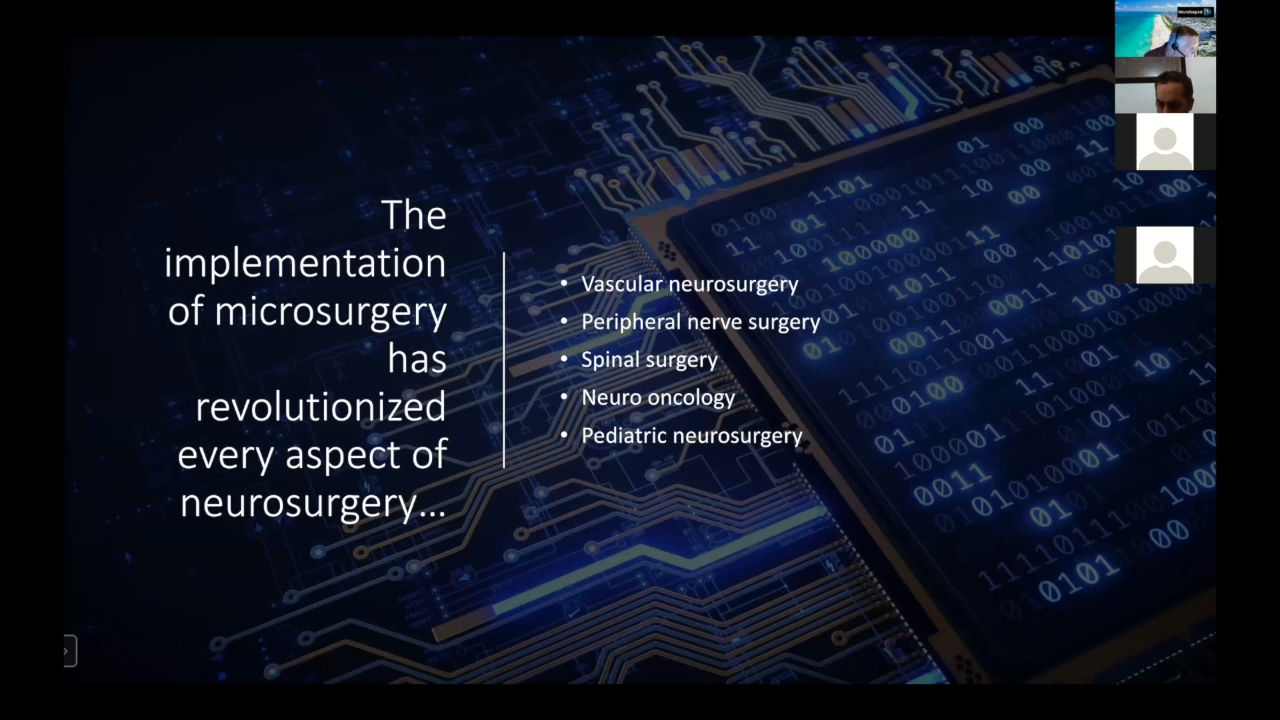 The
implementation
of microsurgery
has
revolutionized
every aspect of
neurosurgery...
• Vascular neurosurgery
• Peripheral nerve surgery
• Spinal surgery
• Neuro oncology
• Pediatric neurosurgery